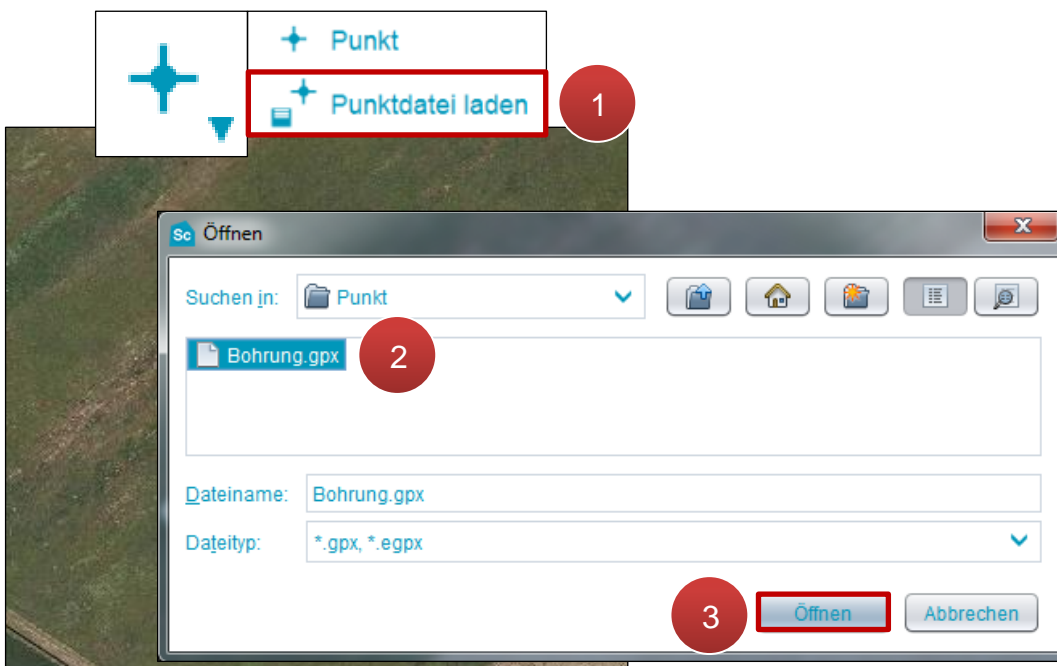 Punkt
Punktdatei laden
1
Sc Öffnen
x
Suchen in: Punkt
Bohrung.gpx
2
Dateiname: Bohrung.gpx
Dateityp: *.gpx, *.egpx
3 Öffnen Abbrechen